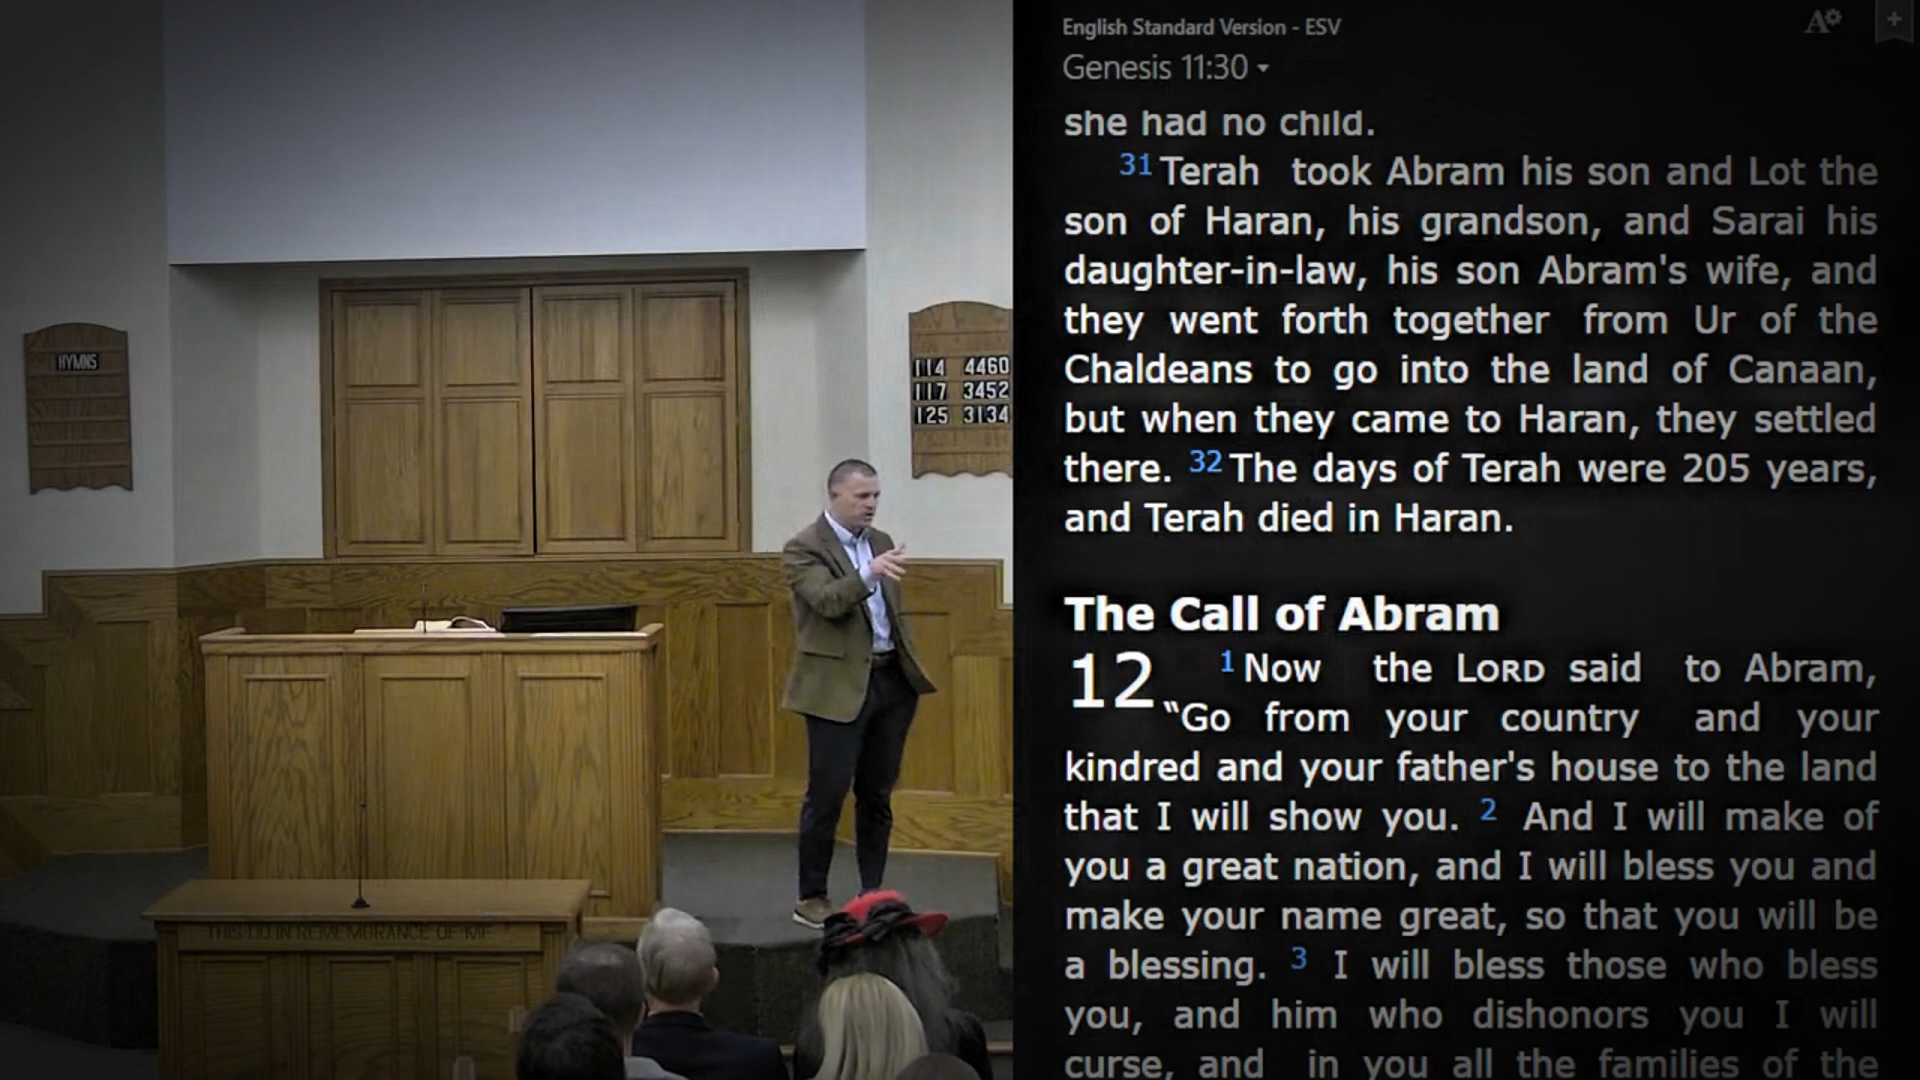 HYMNS
114 4460
117 3452
125 3134
THIS DO IN REMEMBRANCE OF ME
English Standard Version - ESV
Genesis 11:30
she had no child.
31 Terah took Abram his son and Lot the
son of Haran, his grandson, and Sarai his
daughter-in-law, his son Abram's wife, and
they went forth together from Ur of the
Chaldeans to go into the land of Canaan,
but when they came to Haran, they settled
there. 32 The days of Terah were 205 years,
and Terah died in Haran.
The Call of Abram
12 1 Now the LORD said to Abram,
“Go from your country and your
kindred and your father's house to the land
that I will show you. 2 And I will make of
you a great nation, and I will bless you and
make your name great, so that you will be
a blessing. 3 I will bless those who bless
you, and him who dishonors you I will
curse, and in you all the families of the